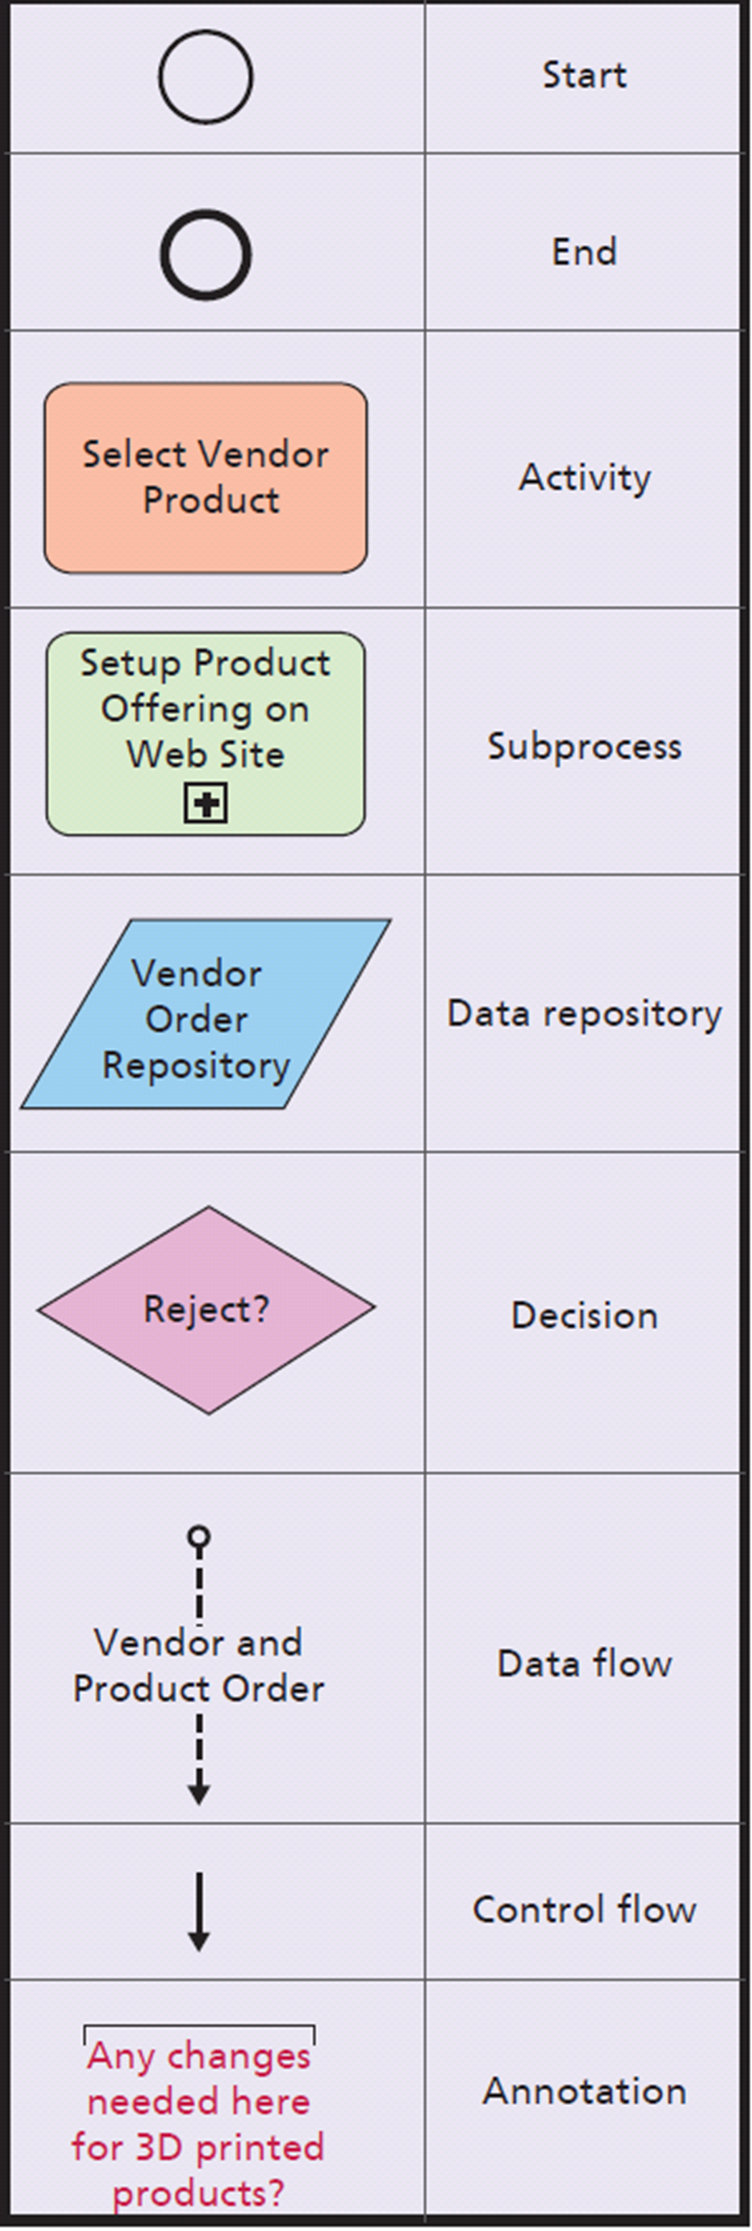 Start
End
Select Vendor
Product
Activity
Setup Product
Offering on
Web Site
Subprocess
Vendor
Order
Repository
Data repository
Reject?
Decision
Vendor and
Product Order
Data flow
Control flow
Any changes
needed here
for 3D printed
products?
Annotation